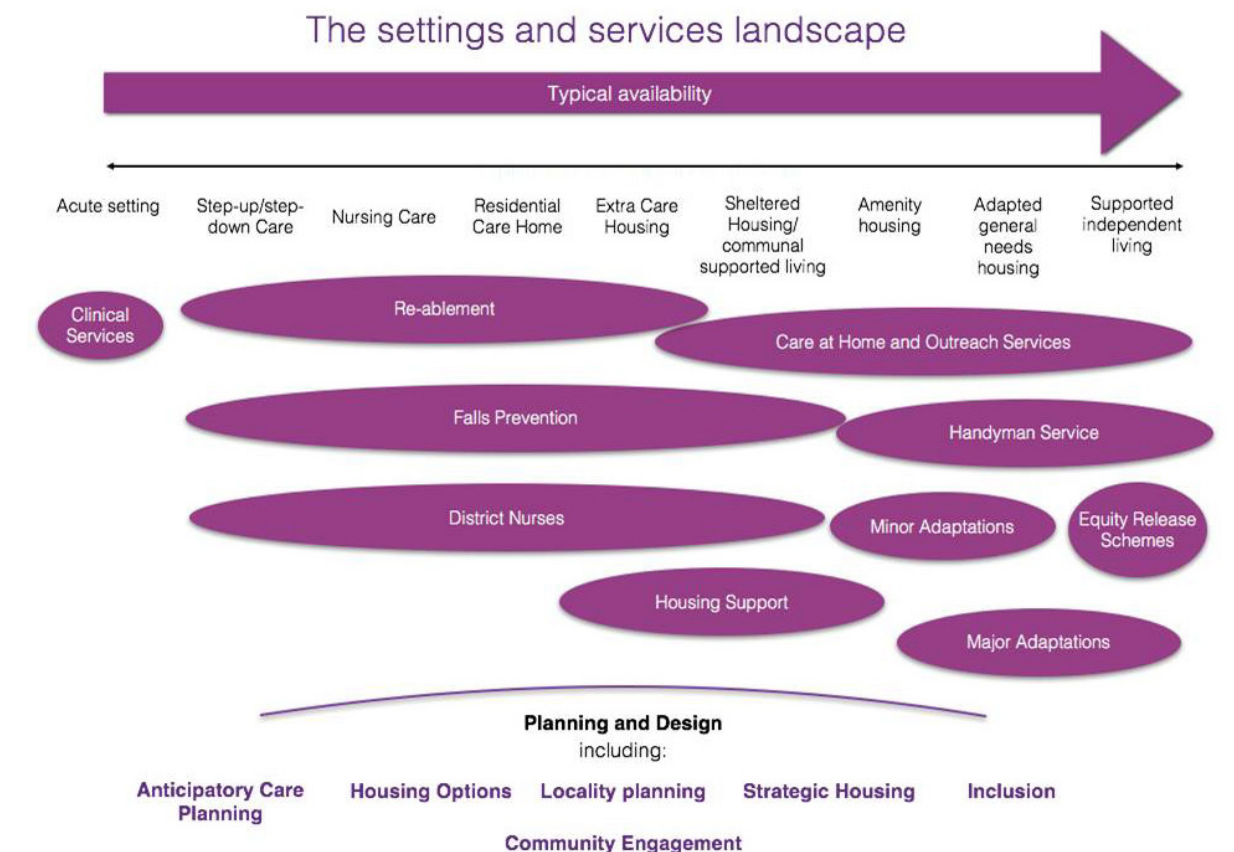 The settings and services landscape
Typical availability
Acute setting
Step-up/step-
down Care
Nursing Care
Residential
Care Home
Extra Care
Housing
Sheltered
Housing/
communal
supported living
Amenity
housing
Adapted
general
needs
housing
Supported
independent
living
Clinical
Services
Re-ablement
Care at Home and Outreach Services
Falls Prevention
Handyman Service
District Nurses
Minor Adaptations
Equity Release
Schemes
Housing Support
Major Adaptations
Planning and Design
including:
Anticipatory Care
Planning
Housing Options
Locality planning
Strategic Housing
Inclusion
Community Engagement